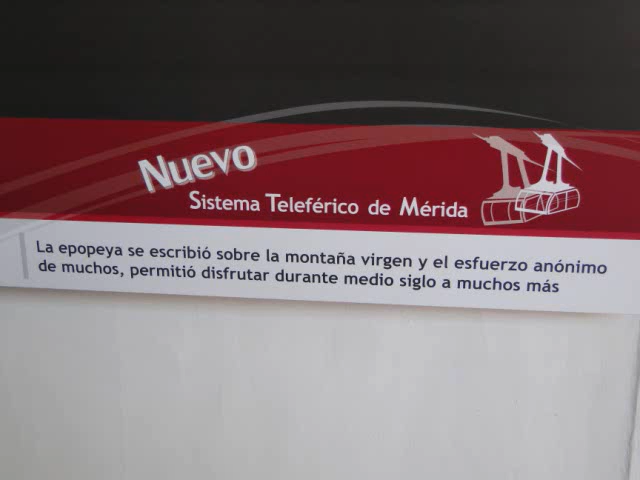 Nuevo
Sistema Teleférico de Mérida
La epopeya se escribió sobre la montaña virgen y el esfuerzo anónimo
de muchos, permitió disfrutar durante medio siglo a muchos más